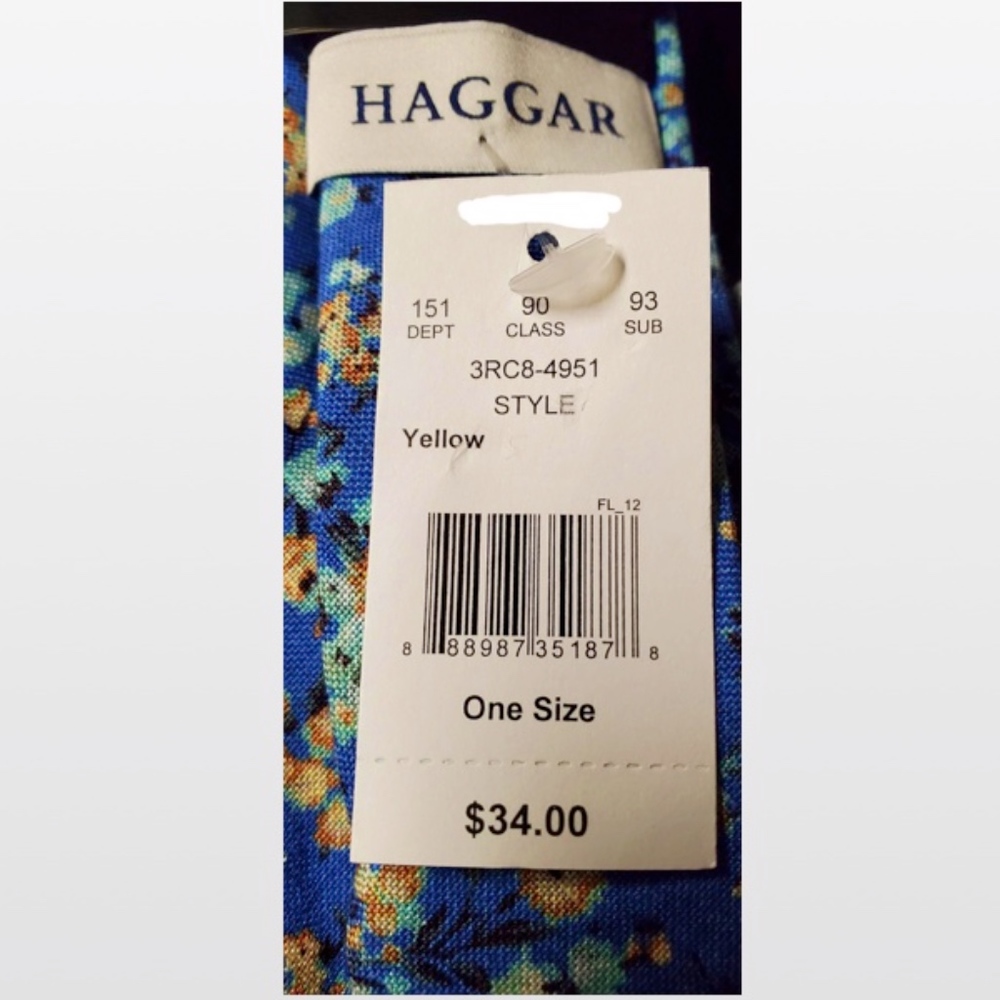 HAGGAR
151 90 93
DEPT CLASS SUB
3RC8-4951
STYLE
Yellow
FL_12
8 88987 35187 8
One Size
$34.00